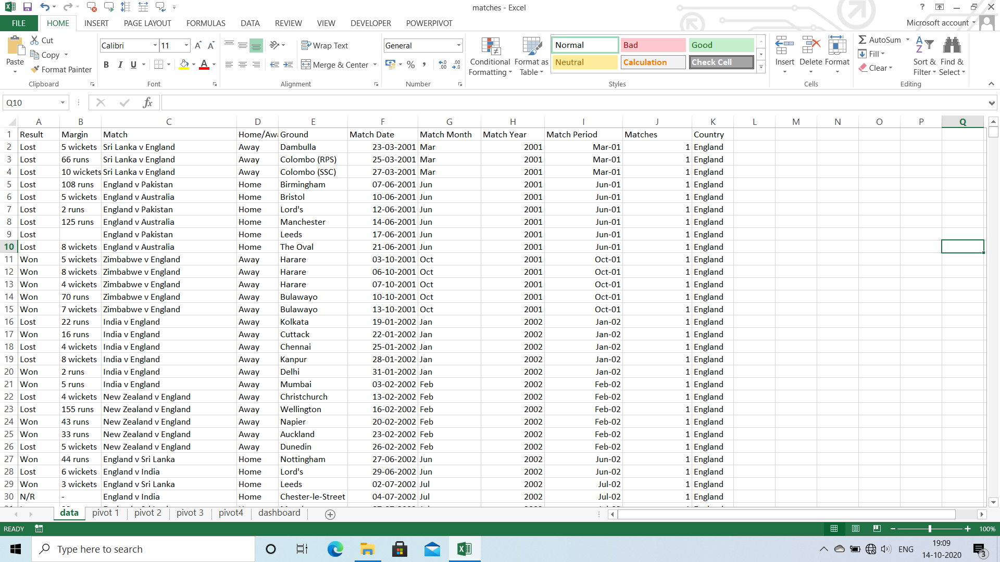 matches - Excel
?
FILE HOME INSERT PAGE LAYOUT FORMULAS DATA REVIEW VIEW DEVELOPER POWERPIVOT Microsoft account
Paste Cut Copy Format Painter Clipboard
Calibri 11 B I U A Font
Wrap Text Merge & Center Alignment
General % , Number
Conditional Formatting Format as Table Normal Bad Good Neutral Calculation Check Cell Styles
Insert Delete Format Cells
AutoSum Fill Clear Sort & Filter Find & Select Editing
Q10 fx
A B C D E F G H I J K L M N O P Q
1 Result Margin Match Home/Aw Ground Match Date Match Month Match Year Match Period Matches Country
2 Lost 5 wickets Sri Lanka v England Away Dambulla 23-03-2001 Mar 2001 Mar-01 1 England
3 Lost 66 runs Sri Lanka v England Away Colombo (RPS) 25-03-2001 Mar 2001 Mar-01 1 England
4 Lost 10 wickets Sri Lanka v England Away Colombo (SSC) 27-03-2001 Mar 2001 Mar-01 1 England
5 Lost 108 runs England v Pakistan Home Birmingham 07-06-2001 Jun 2001 Jun-01 1 England
6 Lost 5 wickets England v Australia Home Bristol 10-06-2001 Jun 2001 Jun-01 1 England
7 Lost 2 runs England v Pakistan Home Lord's 12-06-2001 Jun 2001 Jun-01 1 England
8 Lost 125 runs England v Australia Home Manchester 14-06-2001 Jun 2001 Jun-01 1 England
9 Lost England v Pakistan Home Leeds 17-06-2001 Jun 2001 Jun-01 1 England
10 Lost 8 wickets England v Australia Home The Oval 21-06-2001 Jun 2001 Jun-01 1 England
11 Won 5 wickets Zimbabwe v England Away Harare 03-10-2001 Oct 2001 Oct-01 1 England
12 Won 8 wickets Zimbabwe v England Away Harare 06-10-2001 Oct 2001 Oct-01 1 England
13 Won 4 wickets Zimbabwe v England Away Harare 07-10-2001 Oct 2001 Oct-01 1 England
14 Won 70 runs Zimbabwe v England Away Bulawayo 10-10-2001 Oct 2001 Oct-01 1 England
15 Won 7 wickets Zimbabwe v England Away Bulawayo 13-10-2001 Oct 2001 Oct-01 1 England
16 Lost 22 runs India v England Away Kolkata 19-01-2002 Jan 2002 Jan-02 1 England
17 Won 16 runs India v England Away Cuttack 22-01-2002 Jan 2002 Jan-02 1 England
18 Lost 4 wickets India v England Away Chennai 25-01-2002 Jan 2002 Jan-02 1 England
19 Lost 8 wickets India v England Away Kanpur 28-01-2002 Jan 2002 Jan-02 1 England
20 Won 2 runs India v England Away Delhi 31-01-2002 Jan 2002 Jan-02 1 England
21 Won 5 runs India v England Away Mumbai 03-02-2002 Feb 2002 Feb-02 1 England
22 Lost 4 wickets New Zealand v England Away Christchurch 13-02-2002 Feb 2002 Feb-02 1 England
23 Lost 155 runs New Zealand v England Away Wellington 16-02-2002 Feb 2002 Feb-02 1 England
24 Won 43 runs New Zealand v England Away Napier 20-02-2002 Feb 2002 Feb-02 1 England
25 Won 33 runs New Zealand v England Away Auckland 23-02-2002 Feb 2002 Feb-02 1 England
26 Lost 5 wickets New Zealand v England Away Dunedin 26-02-2002 Feb 2002 Feb-02 1 England
27 Won 44 runs England v Sri Lanka Home Nottingham 27-06-2002 Jun 2002 Jun-02 1 England
28 Lost 6 wickets England v India Home Lord's 29-06-2002 Jun 2002 Jun-02 1 England
29 Won 3 wickets England v Sri Lanka Home Leeds 02-07-2002 Jul 2002 Jul-02 1 England
30 N/R - England v India Home Chester-le-Street 04-07-2002 Jul 2002 Jul-02 1 England
data pivot 1 pivot 2 pivot 3 pivot4 dashboard
READY 100%
Type here to search ENG 19:09
14-10-2020 3